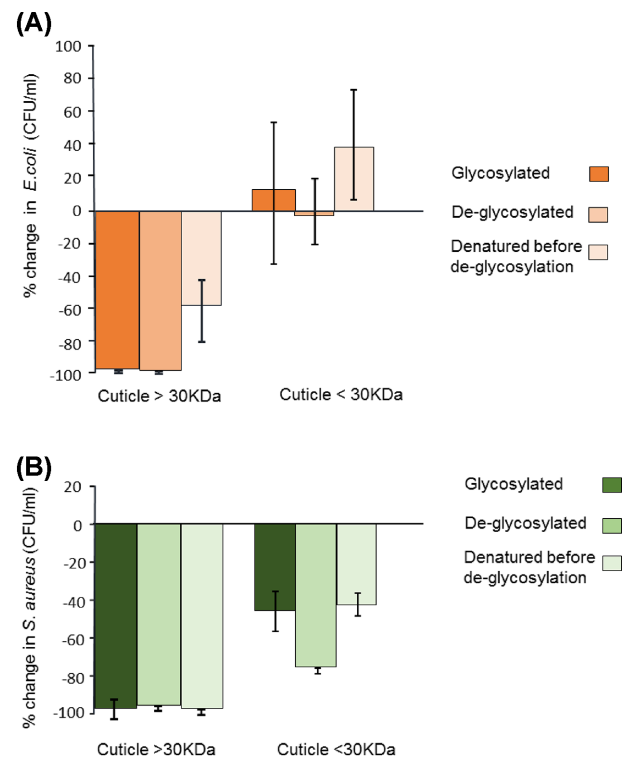 (A)
% change in E.coli (CFU/ml)
100
80
60
40
20
0
-20
-40
-60
-80
-100
Cuticle > 30KDa
Cuticle < 30KDa
Glycosylated
De-glycosylated
Denatured before
de-glycosylation
(B)
% change in S. aureus (CFU/ml)
20
0
-20
-40
-60
-80
-100
Cuticle >30KDa
Cuticle <30KDa
Glycosylated
De-glycosylated
Denatured before
de-glycosylation